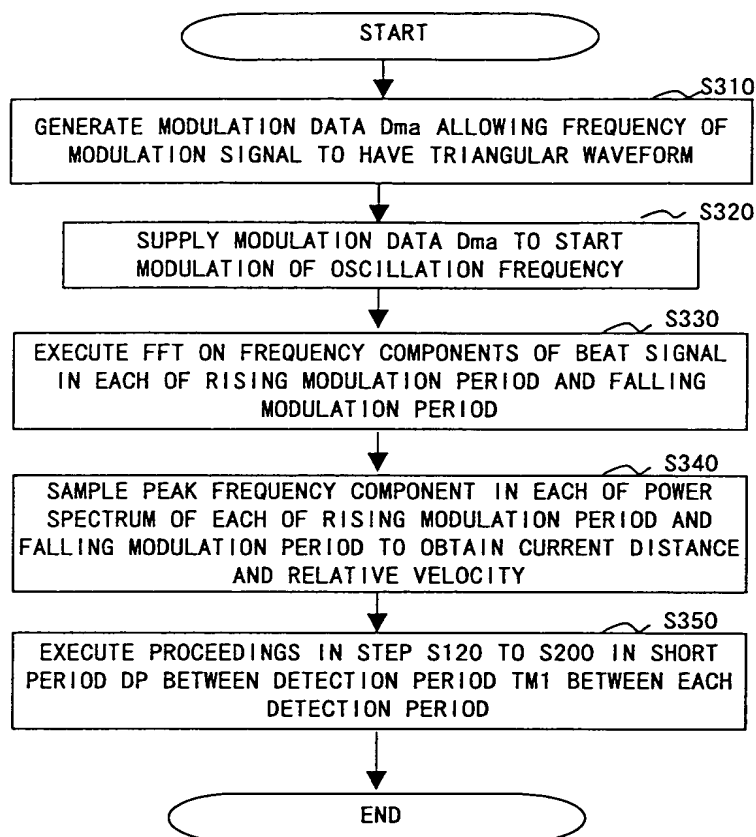 START
S310
GENERATE MODULATION DATA Dma ALLOWING FREQUENCY OF
MODULATION SIGNAL TO HAVE TRIANGULAR WAVEFORM
S320
SUPPLY MODULATION DATA Dma TO START
MODULATION OF OSCILLATION FREQUENCY
S330
EXECUTE FFT ON FREQUENCY COMPONENTS OF BEAT SIGNAL
IN EACH OF RISING MODULATION PERIOD AND FALLING
MODULATION PERIOD
S340
SAMPLE PEAK FREQUENCY COMPONENT IN EACH OF POWER
SPECTRUM OF EACH OF RISING MODULATION PERIOD AND
FALLING MODULATION PERIOD TO OBTAIN CURRENT DISTANCE
AND RELATIVE VELOCITY
S350
EXECUTE PROCEEDINGS IN STEP S120 TO S200 IN SHORT
PERIOD DP BETWEEN DETECTION PERIOD TM1 BETWEEN EACH
DETECTION PERIOD
END